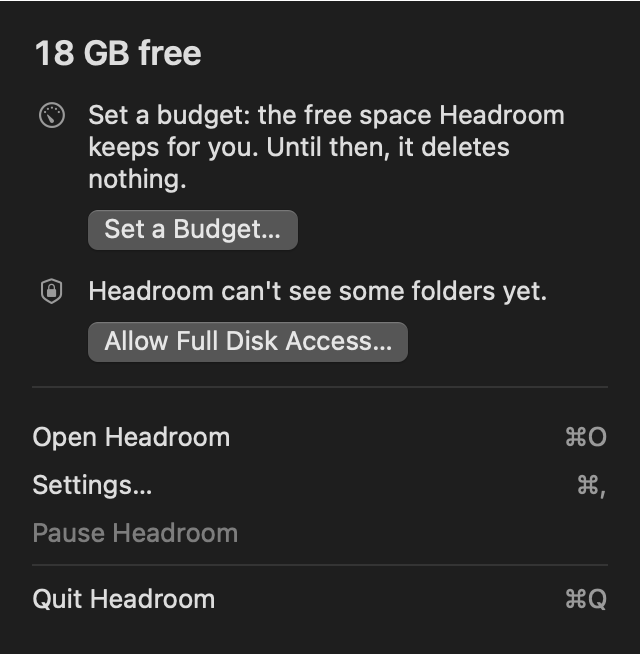 18 GB free
Set a budget: the free space Headroom
keeps for you. Until then, it deletes
nothing.
Set a Budget...
Headroom can't see some folders yet.
Allow Full Disk Access...
Open Headroom ⌘O
Settings... ⌘,
Pause Headroom
Quit Headroom ⌘Q